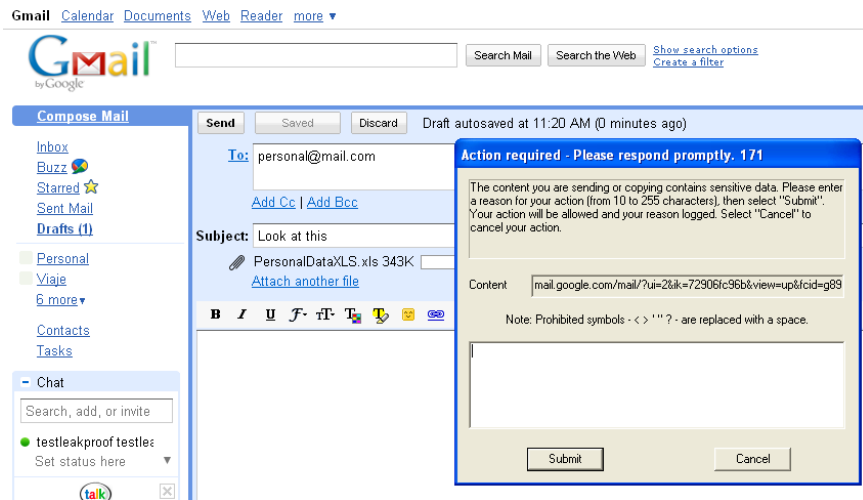 Gmail Calendar Documents Web Reader more ▼
Gmail
by Google
Search Mail Search the Web Show search options
Create a filter
Compose Mail
Inbox
Buzz
Starred
Sent Mail
Drafts (1)
Personal
Viaje
6 more ▼
Contacts
Tasks
– Chat
Search, add, or invite
testleakproof testlea
Set status here ▼
talk
Send Saved Discard Draft autosaved at 11:20 AM (0 minutes ago)
To: personal@mail.com
Add Cc | Add Bcc
Subject: Look at this
PersonalDataXLS.xls 343K
Attach another file
B I U
Action required - Please respond promptly. 171
The content you are sending or copying contains sensitive data. Please enter
a reason for your action (from 10 to 255 characters), then select "Submit".
Your action will be allowed and your reason logged. Select "Cancel" to
cancel your action.
Content mail.google.com/mail/?ui=2&ik=72906fc96b&view=up&fcid=g89
Note: Prohibited symbols - < > ' " ? - are replaced with a space.
Submit Cancel